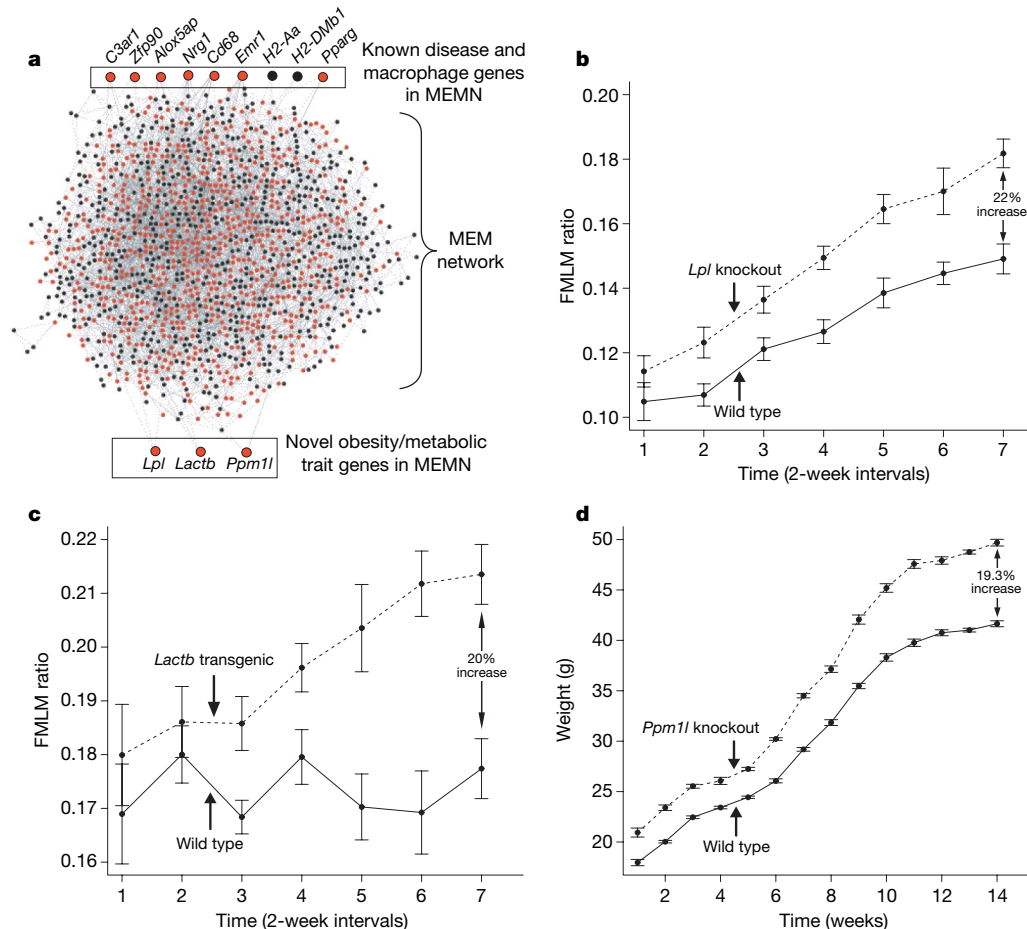 a
C3ar1
Zfp90
Alox5ap
Nrg1
Cd68
Emr1
H2-Aa
H2-DMb1
Pparg
Known disease and
macrophage genes
in MEMN
MEM
network
Lpl Lactb Ppm1l
Novel obesity/metabolic
trait genes in MEMN
b
0.20
0.18
0.16
0.14
0.12
0.10
FMLM ratio
Lpl knockout
Wild type
22%
increase
1 2 3 4 5 6 7
Time (2-week intervals)
c
0.22
0.21
0.20
0.19
0.18
0.17
0.16
FMLM ratio
Lactb transgenic
Wild type
20%
increase
1 2 3 4 5 6 7
Time (2-week intervals)
d
50
45
40
35
30
25
20
Weight (g)
Ppm1l knockout
Wild type
19.3%
increase
2 4 6 8 10 12 14
Time (weeks)